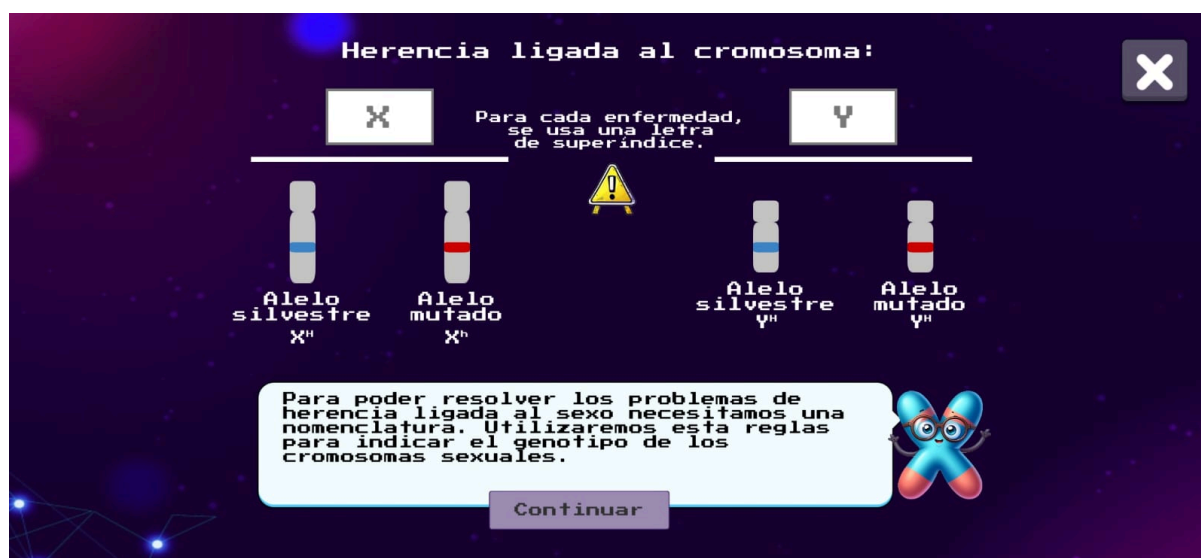 Herencia ligada al cromosoma:
X
Para cada enfermedad,
se usa una letra
de superíndice.
Y
Alelo
silvestre
Xᴴ
Alelo
mutado
Xʰ
Alelo
silvestre
Yᴴ
Alelo
mutado
Yᴴ
Para poder resolver los problemas de
herencia ligada al sexo necesitamos una
nomenclatura. Utilizaremos esta reglas
para indicar el genotipo de los
cromosomas sexuales.
Continuar